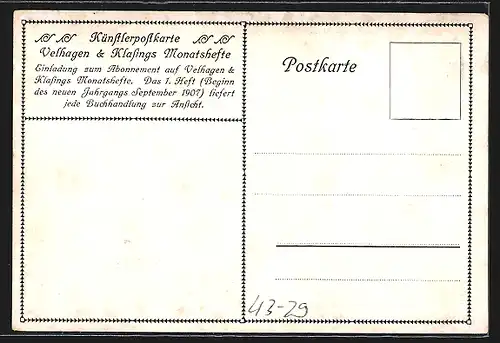 Künſtlerpoſtkarte
Velhagen & Klaſings Monatshefte
Einladung zum Abonnement auf Velhagen &
Klaſings Monatshefte. Das 1. Heft (Beginn
des neuen Jahrgangs September 1907) liefert
jede Buchhandlung zur Anſicht.
Postkarte
43-29